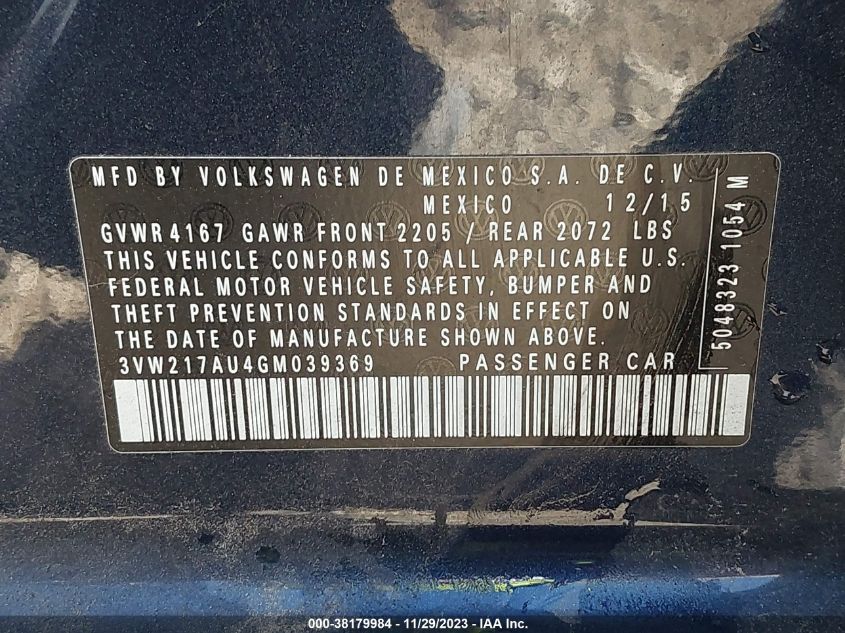 MFD BY VOLKSWAGEN DE MEXICO S.A. DE C.V.
MEXICO 12/15
GVWR 4167 GAWR FRONT 2205 / REAR 2072 LBS
THIS VEHICLE CONFORMS TO ALL APPLICABLE U.S.
FEDERAL MOTOR VEHICLE SAFETY, BUMPER AND
THEFT PREVENTION STANDARDS IN EFFECT ON
THE DATE OF MANUFACTURE SHOWN ABOVE.
3VW217AU4GM039369 PASSENGER CAR
5048323 1054 M
000-38179984 - 11/29/2023 - IAA Inc.